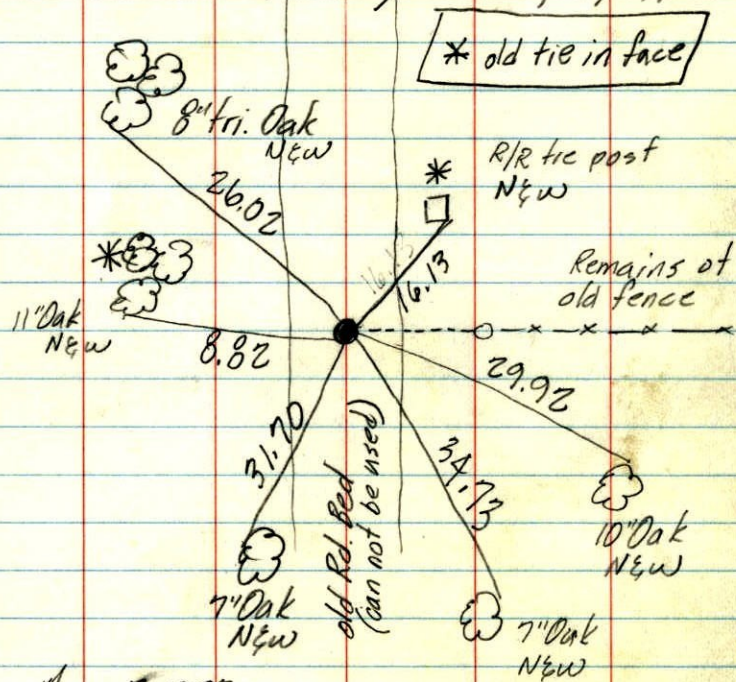 * old tie in face
8" tri. Oak
N&W
26.02
*
R/R tie post
N&W
16.13
16.13
Remains of
old fence
*
11" Oak
N&W
8.82
29.92
31.70
34.73
old Rd. Bed
(can not be used)
10" Oak
N&W
7" Oak
N&W
7" Oak
N&W